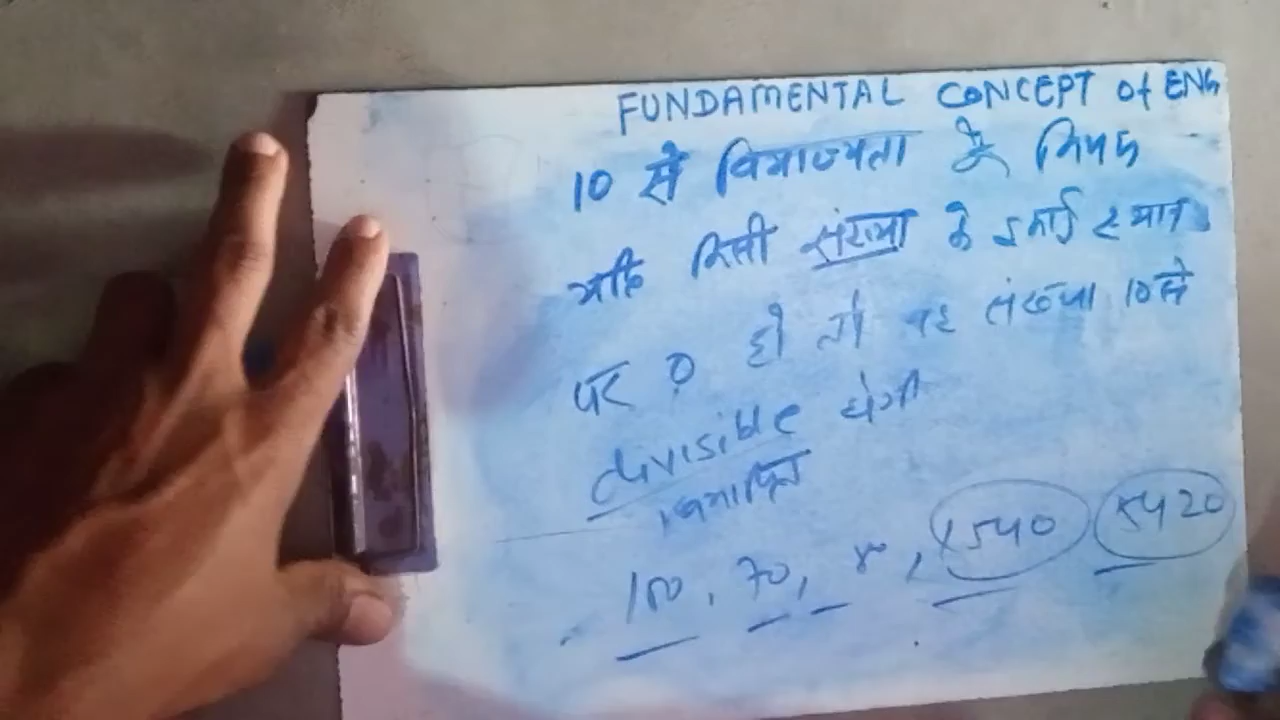 FUNDAMENTAL CONCEPT of ENG
10 से विभाज्यता के नियम
यदि किसी संख्या के इकाई स्थान
पर 0 हो तो वह संख्या 10 से
divisible होगी
विभाजित
100, 70, 80, 1540 5420